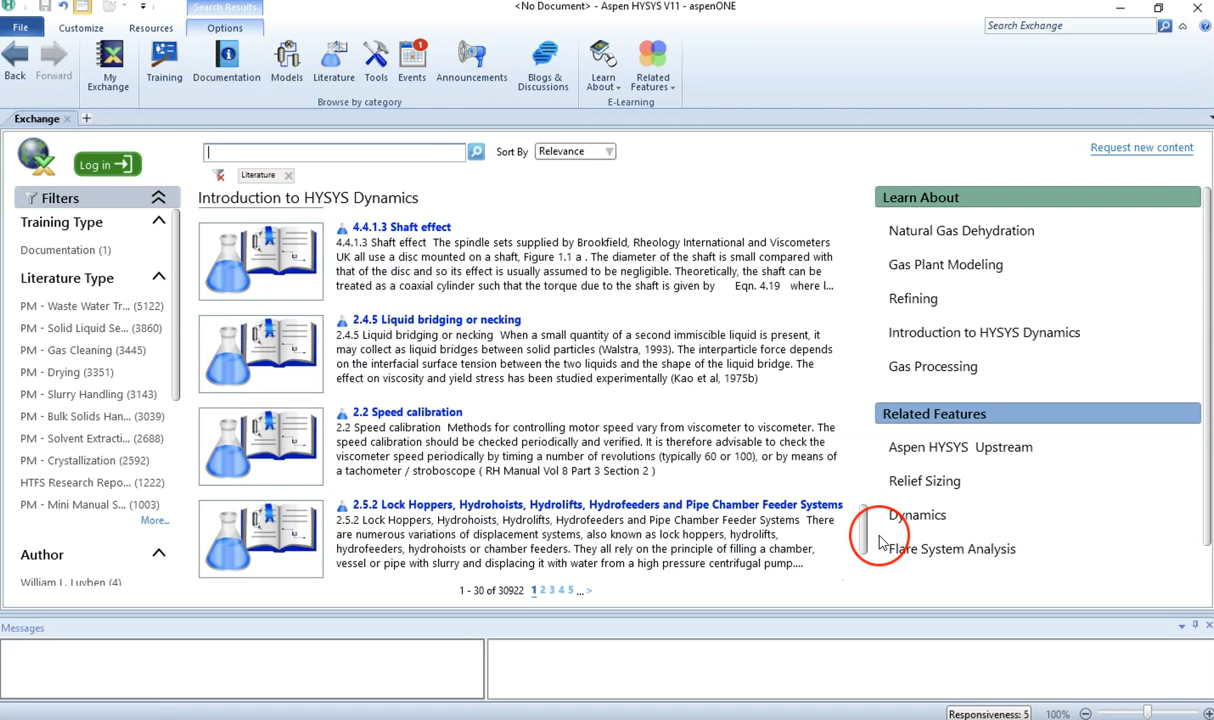 Search Results
<No Document> - Aspen HYSYS V11 - aspenONE
File
Customize
Resources
Options
Search Exchange
Back
Forward
My
Exchange
Training
Documentation
Models
Literature
Tools
1
Events
Announcements
Blogs &
Discussions
Learn
About
Related
Features
Browse by category
E-Learning
Exchange
Log in
Sort By
Relevance
Request new content
Literature
Filters
Training Type
Documentation (1)
Literature Type
PM - Waste Water Tr... (5122)
PM - Solid Liquid Se... (3860)
PM - Gas Cleaning (3445)
PM - Drying (3351)
PM - Slurry Handling (3143)
PM - Bulk Solids Han... (3039)
PM - Solvent Extracti... (2688)
PM - Crystallization (2592)
HTFS Research Repo... (1222)
PM - Mini Manual S... (1003)
More...
Author
William L. Luyben (4)
Introduction to HYSYS Dynamics
4.4.1.3 Shaft effect
4.4.1.3 Shaft effect The spindle sets supplied by Brookfield, Rheology International and Viscometers
UK all use a disc mounted on a shaft, Figure 1.1 a . The diameter of the shaft is small compared with
that of the disc and so its effect is usually assumed to be negligible. Theoretically, the shaft can be
treated as a coaxial cylinder such that the torque due to the shaft is given by Eqn. 4.19 where l...
2.4.5 Liquid bridging or necking
2.4.5 Liquid bridging or necking When a small quantity of a second immiscible liquid is present, it
may collect as liquid bridges between solid particles (Walstra, 1993). The interparticle force depends
on the interfacial surface tension between the two liquids and the shape of the liquid bridge. The
effect on viscosity and yield stress has been studied experimentally (Kao et al, 1975b)
2.2 Speed calibration
2.2 Speed calibration Methods for controlling motor speed vary from viscometer to viscometer. The
speed calibration should be checked periodically and verified. It is therefore advisable to check the
viscometer speed periodically by timing a number of revolutions (typically 60 or 100), or by means of
a tachometer / stroboscope ( RH Manual Vol 8 Part 3 Section 2 )
2.5.2 Lock Hoppers, Hydrohoists, Hydrolifts, Hydrofeeders and Pipe Chamber Feeder Systems
2.5.2 Lock Hoppers, Hydrohoists, Hydrolifts, Hydrofeeders and Pipe Chamber Feeder Systems There
are numerous variations of displacement systems, also known as lock hoppers, hydrolifts,
hydrofeeders, hydrohoists or chamber feeders. They all rely on the principle of filling a chamber,
vessel or pipe with slurry and displacing it with water from a high pressure centrifugal pump....
1 - 30 of 30922 1 2 3 4 5 ... >
Learn About
Natural Gas Dehydration
Gas Plant Modeling
Refining
Introduction to HYSYS Dynamics
Gas Processing
Related Features
Aspen HYSYS Upstream
Relief Sizing
Dynamics
Flare System Analysis
Messages
Responsiveness: 5
100%